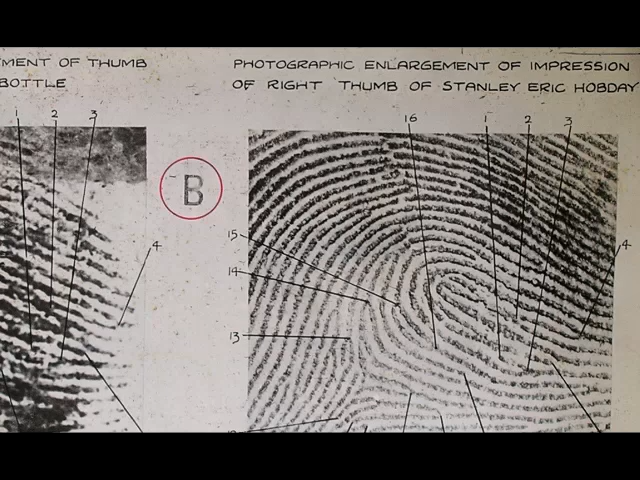 MENT OF THUMB
BOTTLE
PHOTOGRAPHIC ENLARGEMENT OF IMPRESSION
OF RIGHT THUMB OF STANLEY ERIC HOBDAY
1 2 3
4
B
16 1 2 3
4
15
14
13